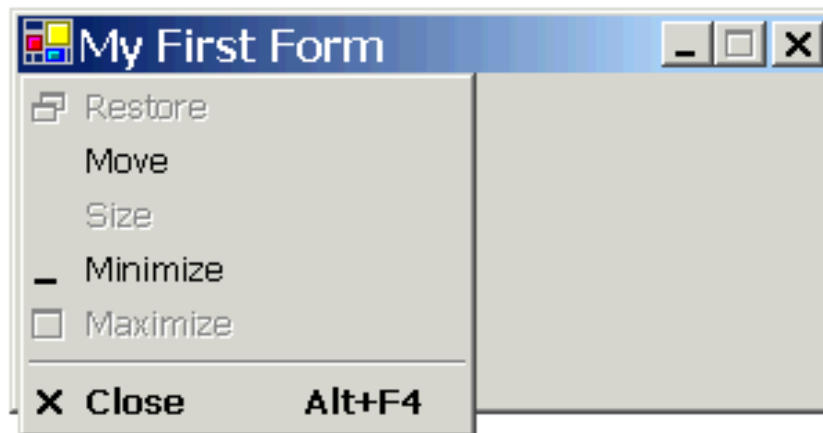 My First Form
Restore
Move
Size
Minimize
Maximize
Close Alt+F4